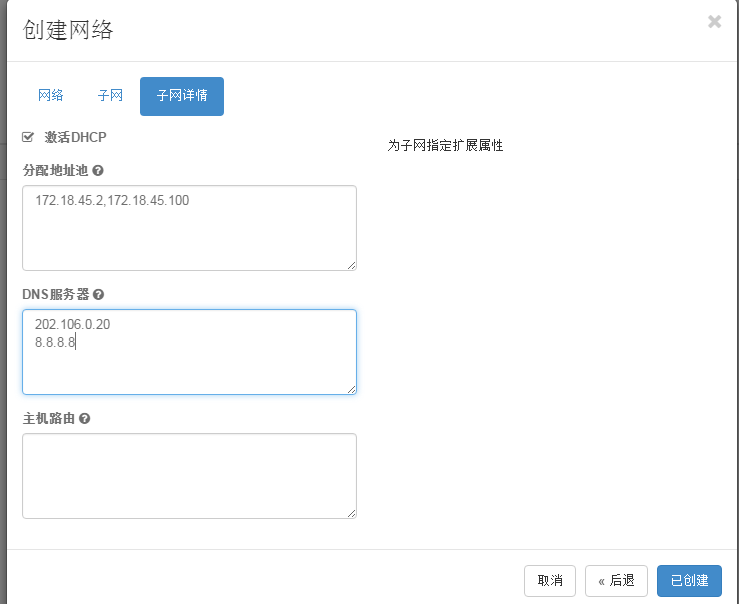 创建网络
网络 子网 子网详情
激活DHCP
为子网指定扩展属性
分配地址池
172.18.45.2,172.18.45.100
DNS服务器
202.106.0.20
8.8.8.8
主机路由
取消 « 后退 已创建